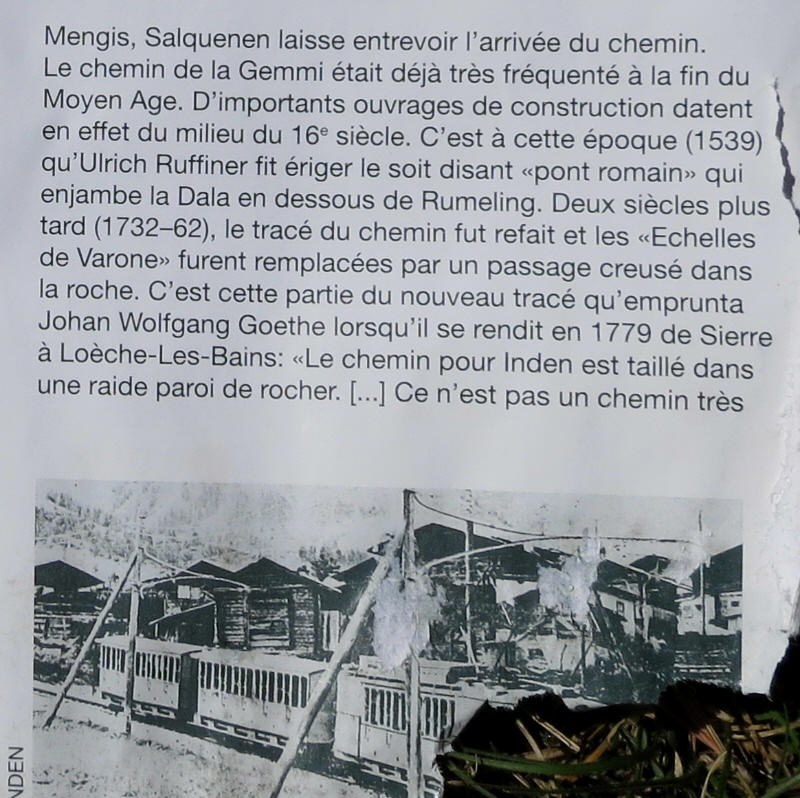 Mengis, Salquenen laisse entrevoir l'arrivée du chemin.
Le chemin de la Gemmi était déjà très fréquenté à la fin du
Moyen Age. D'importants ouvrages de construction datent
en effet du milieu du 16e siècle. C'est à cette époque (1539)
qu'Ulrich Ruffiner fit ériger le soit disant «pont romain» qui
enjambe la Dala en dessous de Rumeling. Deux siècles plus
tard (1732–62), le tracé du chemin fut refait et les «Echelles
de Varone» furent remplacées par un passage creusé dans
la roche. C'est cette partie du nouveau tracé qu'emprunta
Johan Wolfgang Goethe lorsqu'il se rendit en 1779 de Sierre
à Loèche-Les-Bains: «Le chemin pour Inden est taillé dans
une raide paroi de rocher. [...] Ce n'est pas un chemin très